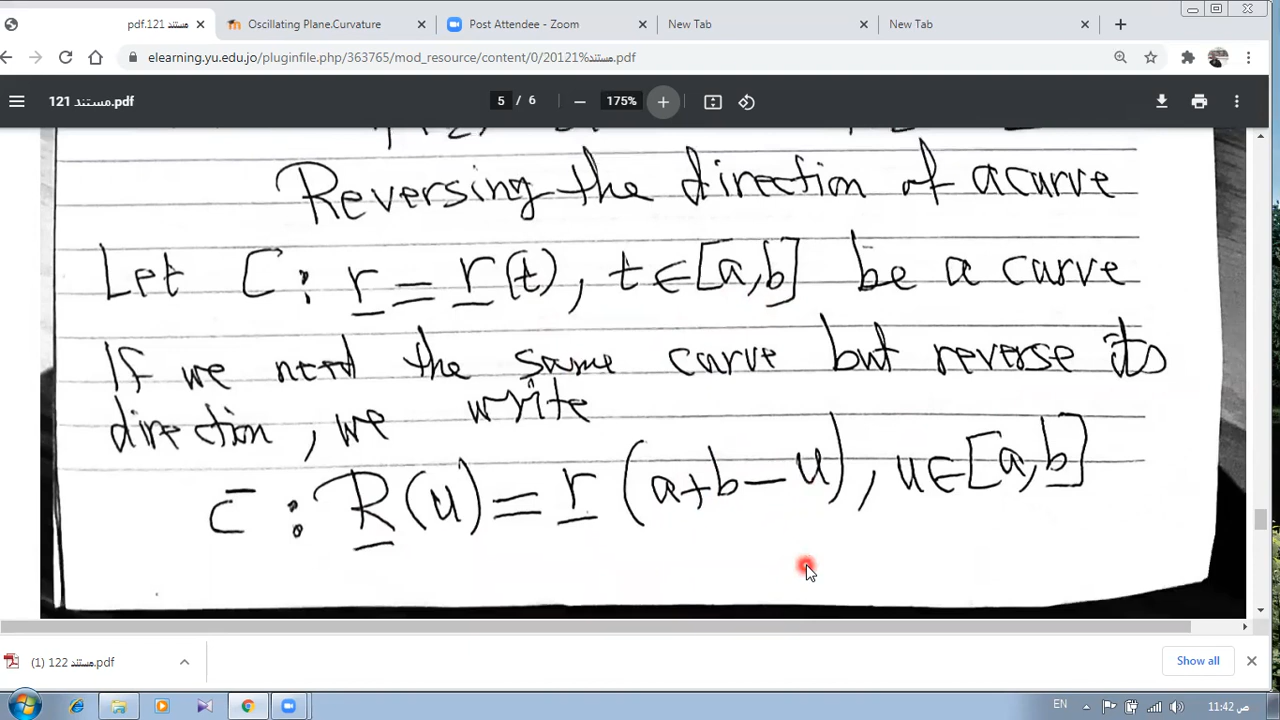 مستند 121.pdf
Oscillating Plane.Curvature
Post Attendee - Zoom
New Tab
New Tab
elearning.yu.edu.jo/pluginfile.php/363765/mod_resource/content/0/20121%مستند.pdf
مستند 121.pdf
5 / 6
175%
Reversing the direction of a curve
Let C: r = r(t), t∈[a,b] be a curve
If we need the same curve but reverse its
direction, we write
C̄ : R(u) = r(a+b-u), u∈[a,b]
مستند 122 (1).pdf
Show all
EN
11:42 ص